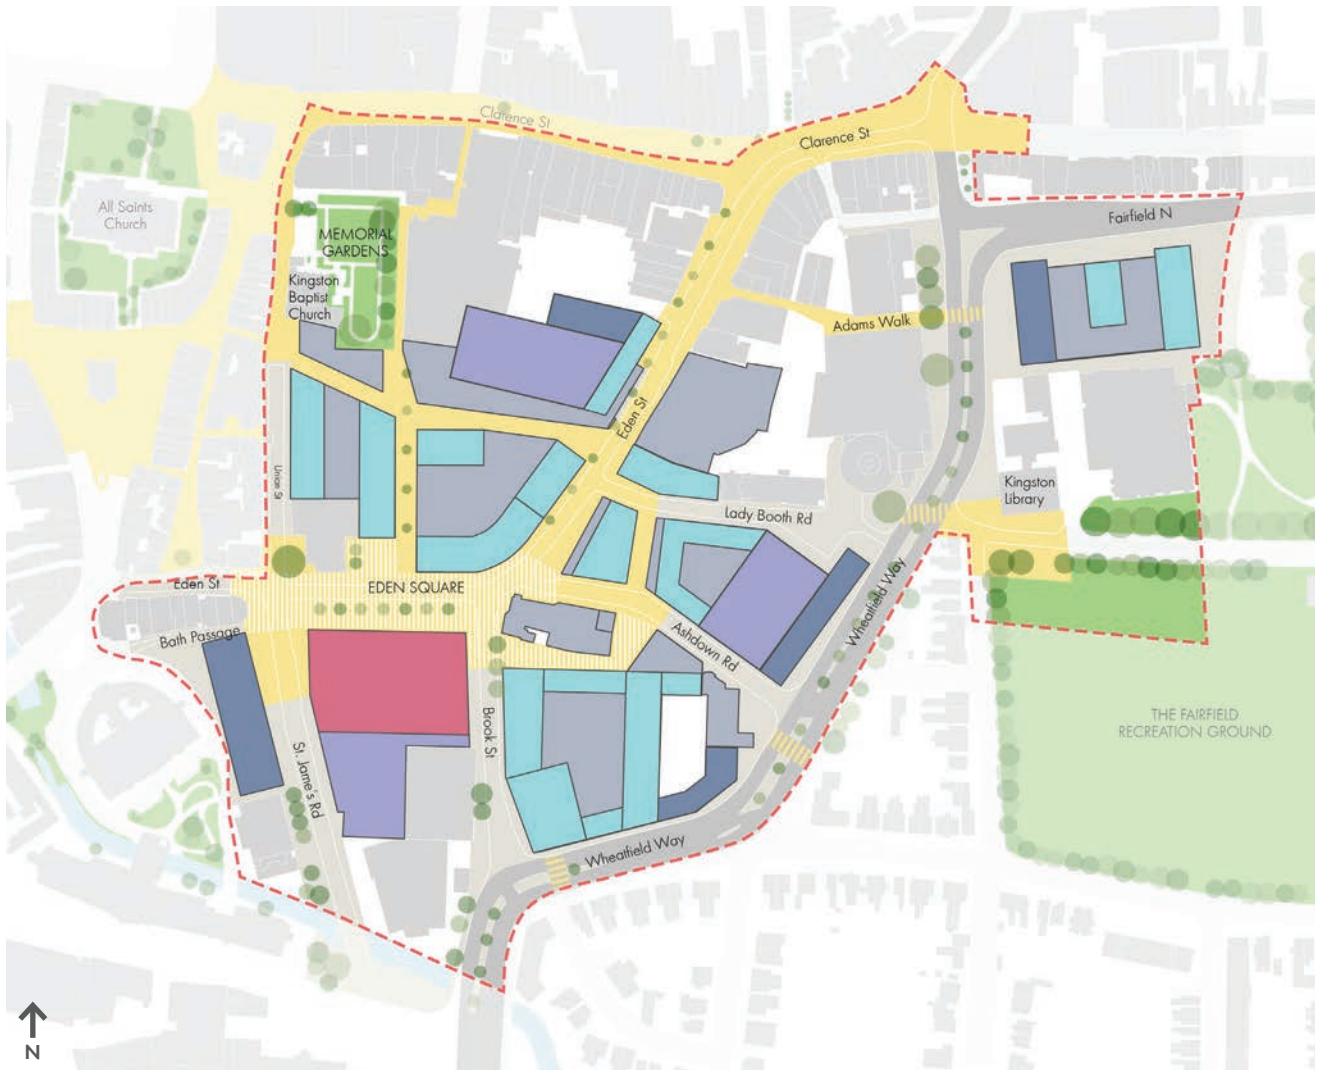 Clarence St
Clarence St
All Saints
Church
Fairfield N
MEMORIAL
GARDENS
Kingston
Baptist
Church
Adams Walk
Eden St
Union St
Kingston
Library
Lady Booth Rd
Eden St
EDEN SQUARE
Wheatfield Way
Bath Passage
Ashdown Rd
THE FAIRFIELD
RECREATION GROUND
Brook St
St. Jame's Rd
Wheatfield Way
N